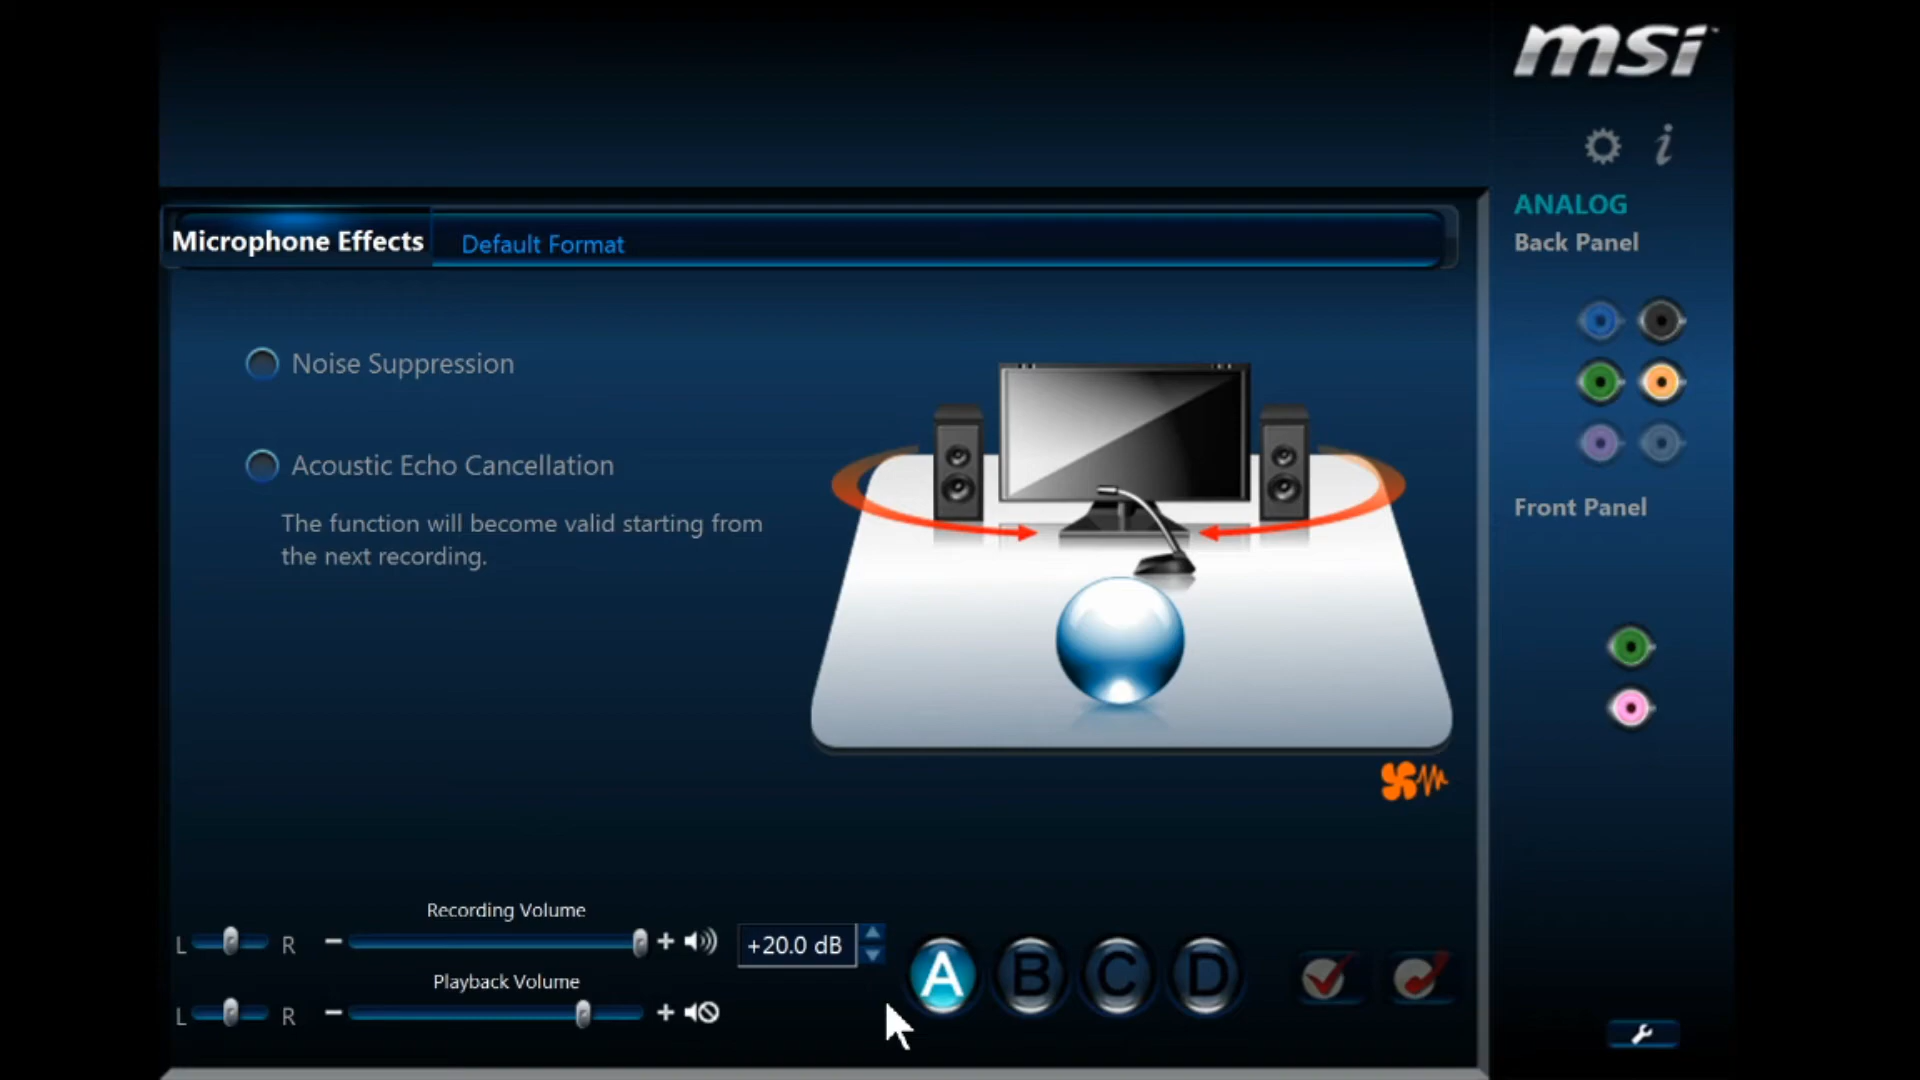 msi
ANALOG
Back Panel
Microphone Effects
Default Format
Noise Suppression
Acoustic Echo Cancellation
The function will become valid starting from
the next recording.
Front Panel
Recording Volume
L R - + +20.0 dB
A B C D
Playback Volume
L R - +